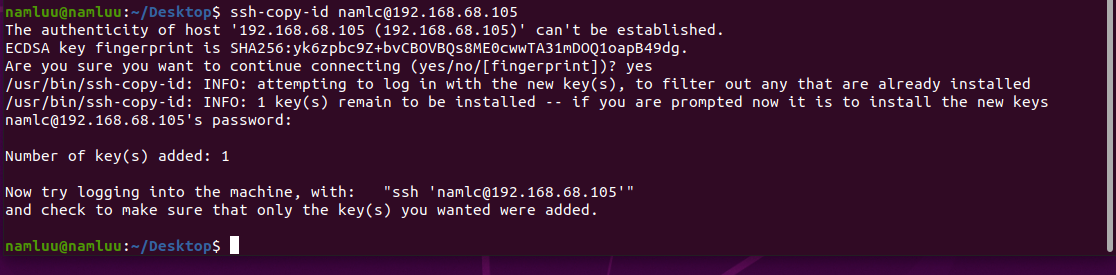 namluu@namluu:~/Desktop$ ssh-copy-id namlc@192.168.68.105
The authenticity of host '192.168.68.105 (192.168.68.105)' can't be established.
ECDSA key fingerprint is SHA256:yk6zpbc9Z+bvCBOVBQs8ME0cwwTA31mDOQ1oapB49dg.
Are you sure you want to continue connecting (yes/no/[fingerprint])? yes
/usr/bin/ssh-copy-id: INFO: attempting to log in with the new key(s), to filter out any that are already installed
/usr/bin/ssh-copy-id: INFO: 1 key(s) remain to be installed -- if you are prompted now it is to install the new keys
namlc@192.168.68.105's password:
Number of key(s) added: 1
Now try logging into the machine, with:   "ssh 'namlc@192.168.68.105'"
and check to make sure that only the key(s) you wanted were added.
namluu@namluu:~/Desktop$